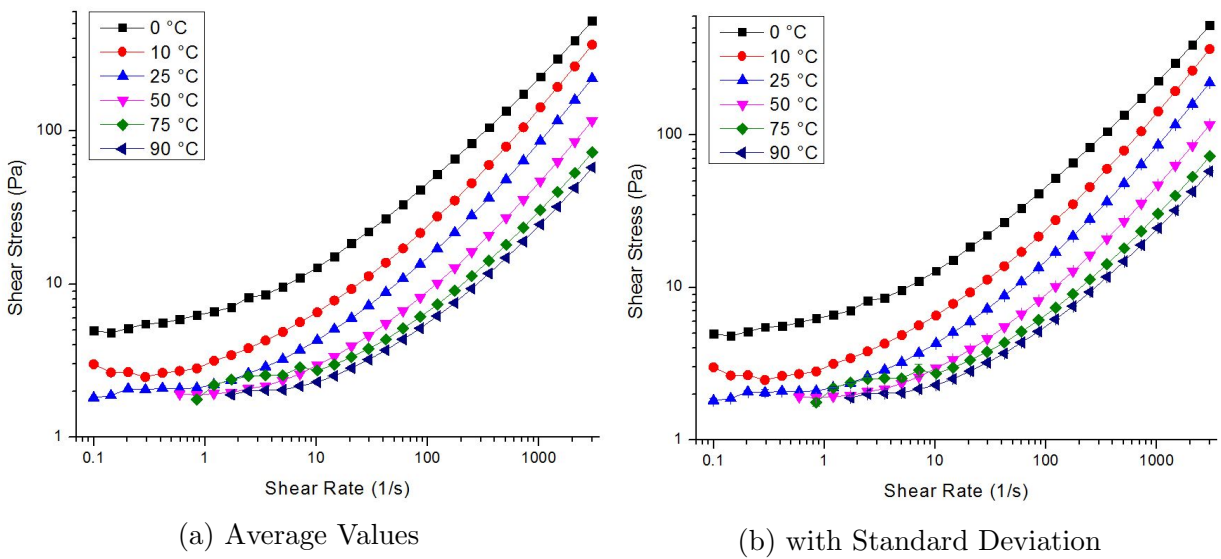 0 °C
10 °C
25 °C
50 °C
75 °C
90 °C
100
10
1
Shear Stress (Pa)
0.1 1 10 100 1000
Shear Rate (1/s)
(a) Average Values
0 °C
10 °C
25 °C
50 °C
75 °C
90 °C
100
10
1
Shear Stress (Pa)
0.1 1 10 100 1000
Shear Rate (1/s)
(b) with Standard Deviation